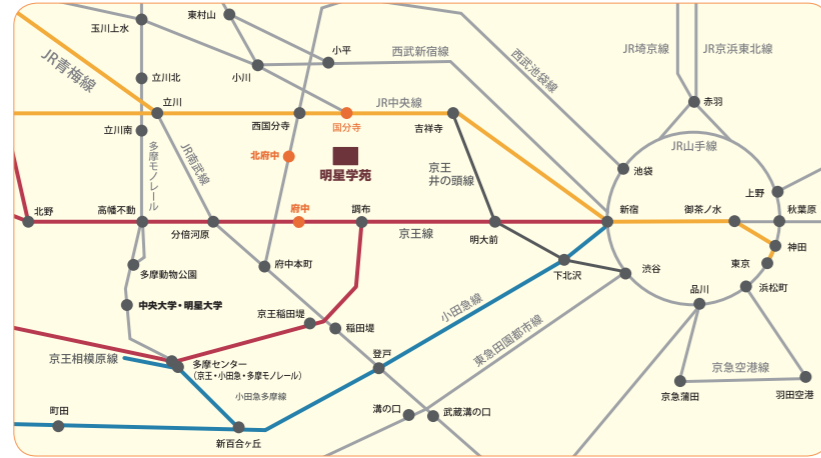 東村山
玉川上水
小平
西武新宿線
西武池袋線
JR埼京線
JR京浜東北線
JR青梅線
立川北
小川
立川
JR中央線
赤羽
西国分寺
国分寺
吉祥寺
立川南
多摩モノレール
JR南武線
北府中
明星学苑
京王
井の頭線
JR山手線
池袋
上野
北野
高幡不動
府中
調布
新宿
御茶ノ水
秋葉原
分倍河原
京王線
明大前
神田
多摩動物公園
府中本町
下北沢
渋谷
東京
品川
浜松町
中央大学・明星大学
京王稲田堤
稲田堤
小田急線
東急田園都市線
京王相模原線
多摩センター
(京王・小田急・多摩モノレール)
登戸
京急空港線
小田急多摩線
京急蒲田
羽田空港
町田
溝の口
武蔵溝の口
新百合ヶ丘